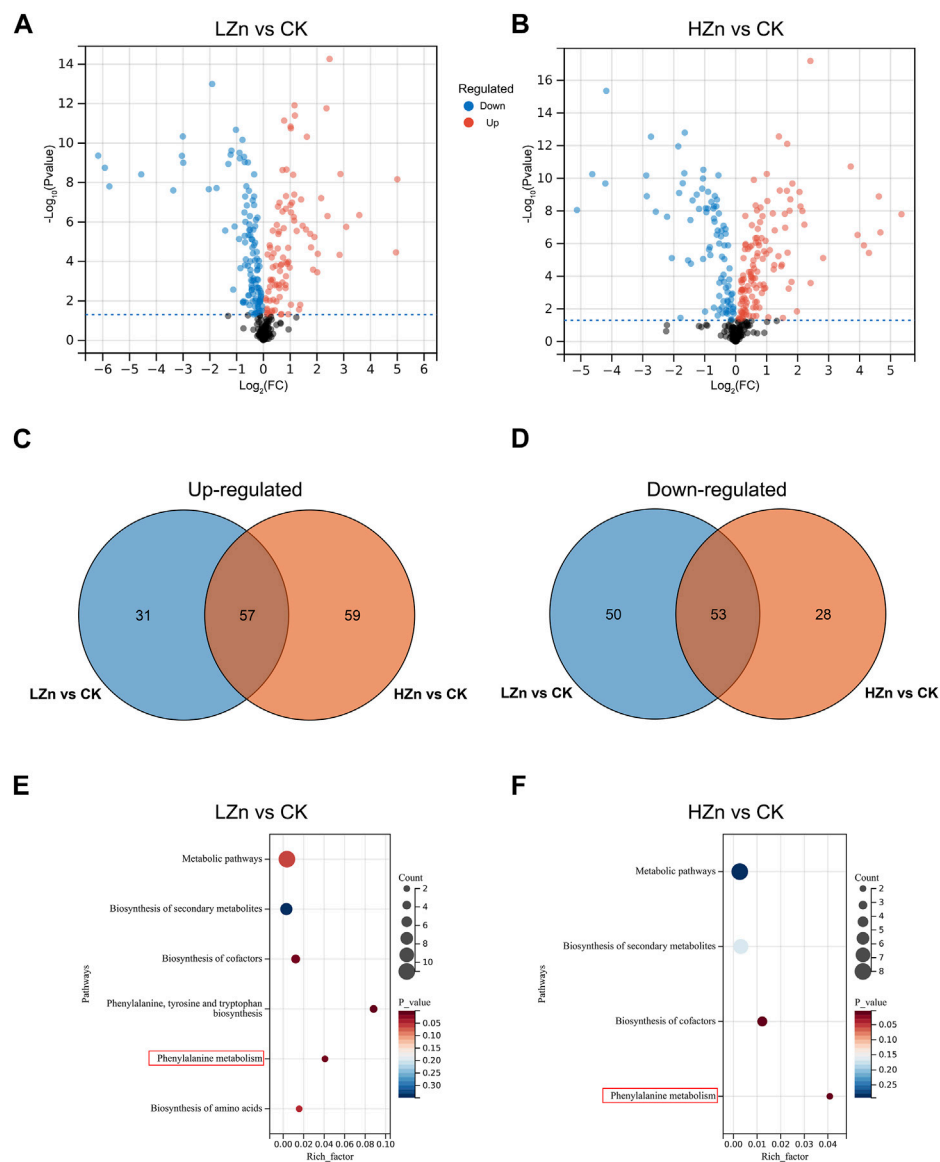 A
LZn vs CK
B
HZn vs CK
-Log10(Pvalue)
14
12
10
8
6
4
2
0
−6 −5 −4 −3 −2 −1 0 1 2 3 4 5 6
Log2(FC)
Regulated
Down
Up
-Log10(Pvalue)
16
14
12
10
8
6
4
2
0
−5 −4 −3 −2 −1 0 1 2 3 4 5
Log2(FC)
C
Up-regulated
31
57
59
LZn vs CK
HZn vs CK
D
Down-regulated
50
53
28
LZn vs CK
HZn vs CK
E
LZn vs CK
Pathways
Metabolic pathways
Biosynthesis of secondary metabolites
Biosynthesis of cofactors
Phenylalanine, tyrosine and tryptophan
biosynthesis
Phenylalanine metabolism
Biosynthesis of amino acids
0.00 0.02 0.04 0.06 0.08 0.10
Rich_factor
Count
2
4
6
8
10
P_value
0.05
0.10
0.15
0.20
0.25
0.30
F
HZn vs CK
Pathways
Metabolic pathways
Biosynthesis of secondary metabolites
Biosynthesis of cofactors
Phenylalanine metabolism
0.00 0.01 0.02 0.03 0.04
Rich_factor
Count
2
3
4
5
6
7
8
P_value
0.05
0.10
0.15
0.20
0.25